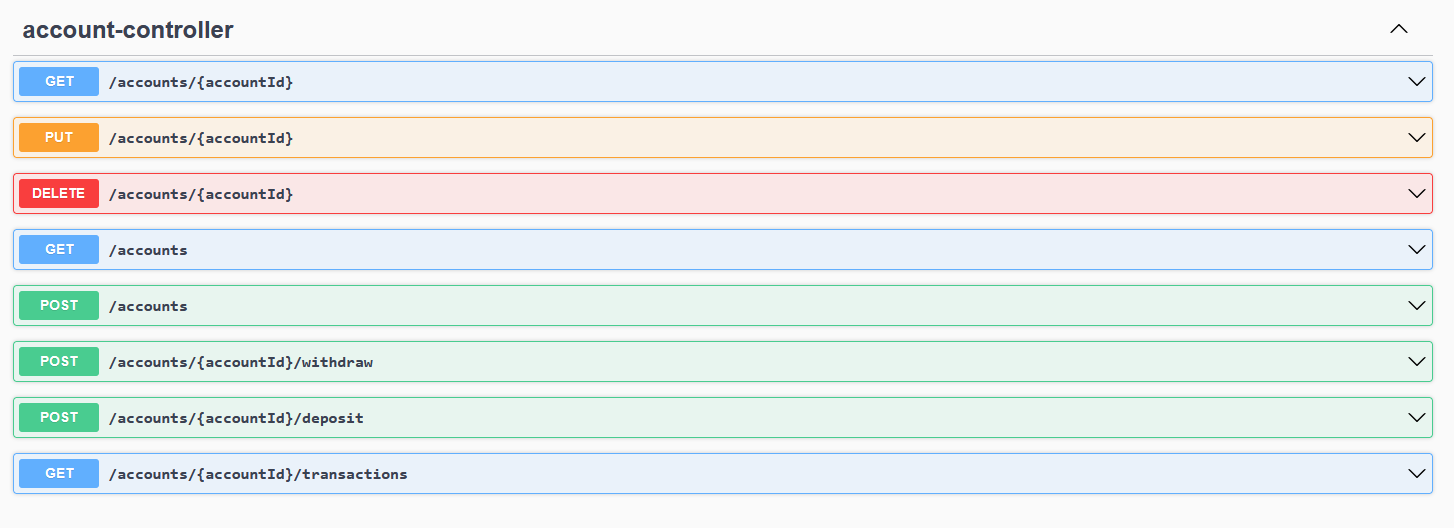 account-controller
GET /accounts/{accountId}
PUT /accounts/{accountId}
DELETE /accounts/{accountId}
GET /accounts
POST /accounts
POST /accounts/{accountId}/withdraw
POST /accounts/{accountId}/deposit
GET /accounts/{accountId}/transactions